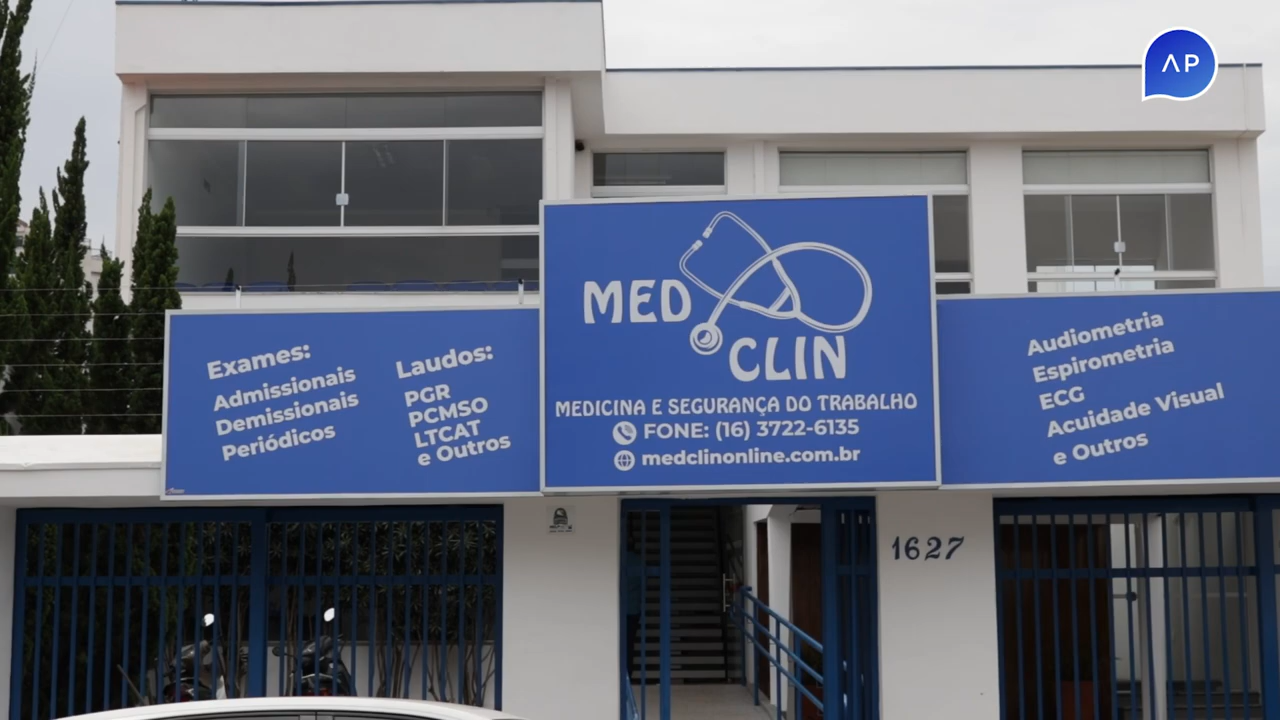 AP
MED
CLIN
MEDICINA E SEGURANÇA DO TRABALHO
FONE: (16) 3722-6135
medclinonline.com.br
Exames:
Admissionais
Demissionais
Periódicos
Laudos:
PGR
PCMSO
LTCAT
e Outros
Audiometria
Espirometria
ECG
Acuidade Visual
e Outros
1627